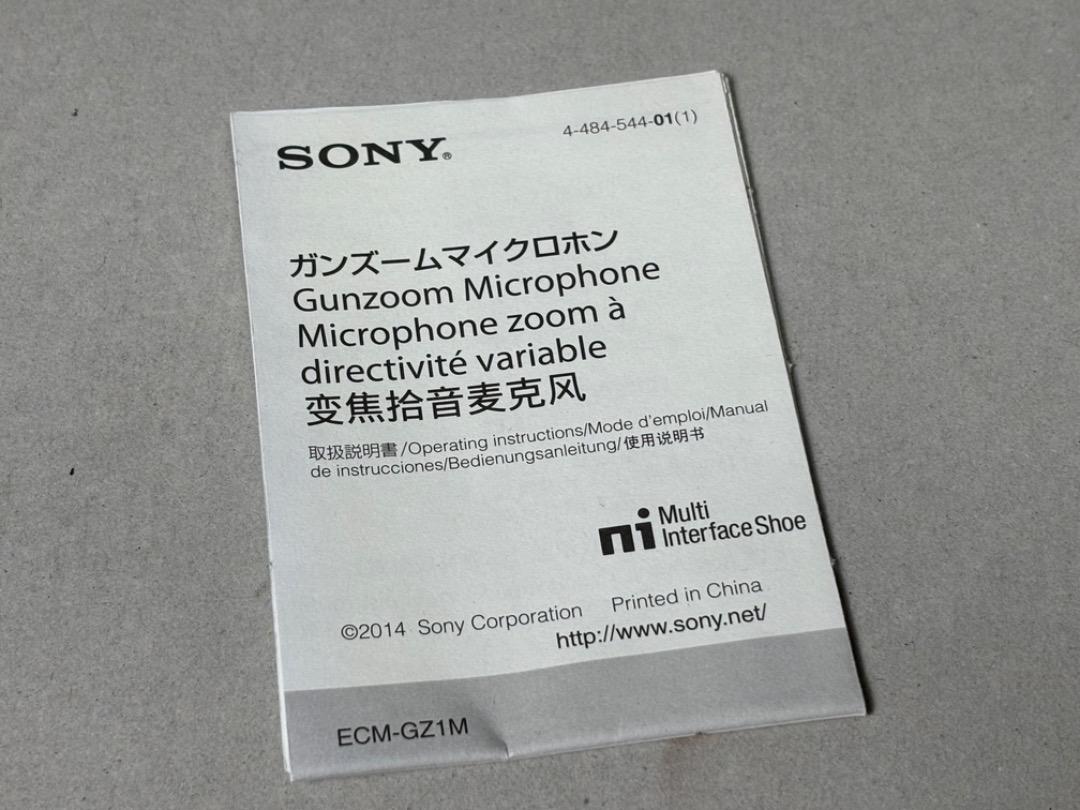 SONY®
4-484-544-01(1)
ガンズームマイクロホン
Gunzoom Microphone
Microphone zoom à
directivité variable
变焦拾音麦克风
取扱説明書/Operating instructions/Mode d'emploi/Manual
de instrucciones/Bedienungsanleitung/使用说明书
Multi
Interface Shoe
©2014 Sony Corporation Printed in China
http://www.sony.net/
ECM-GZ1M